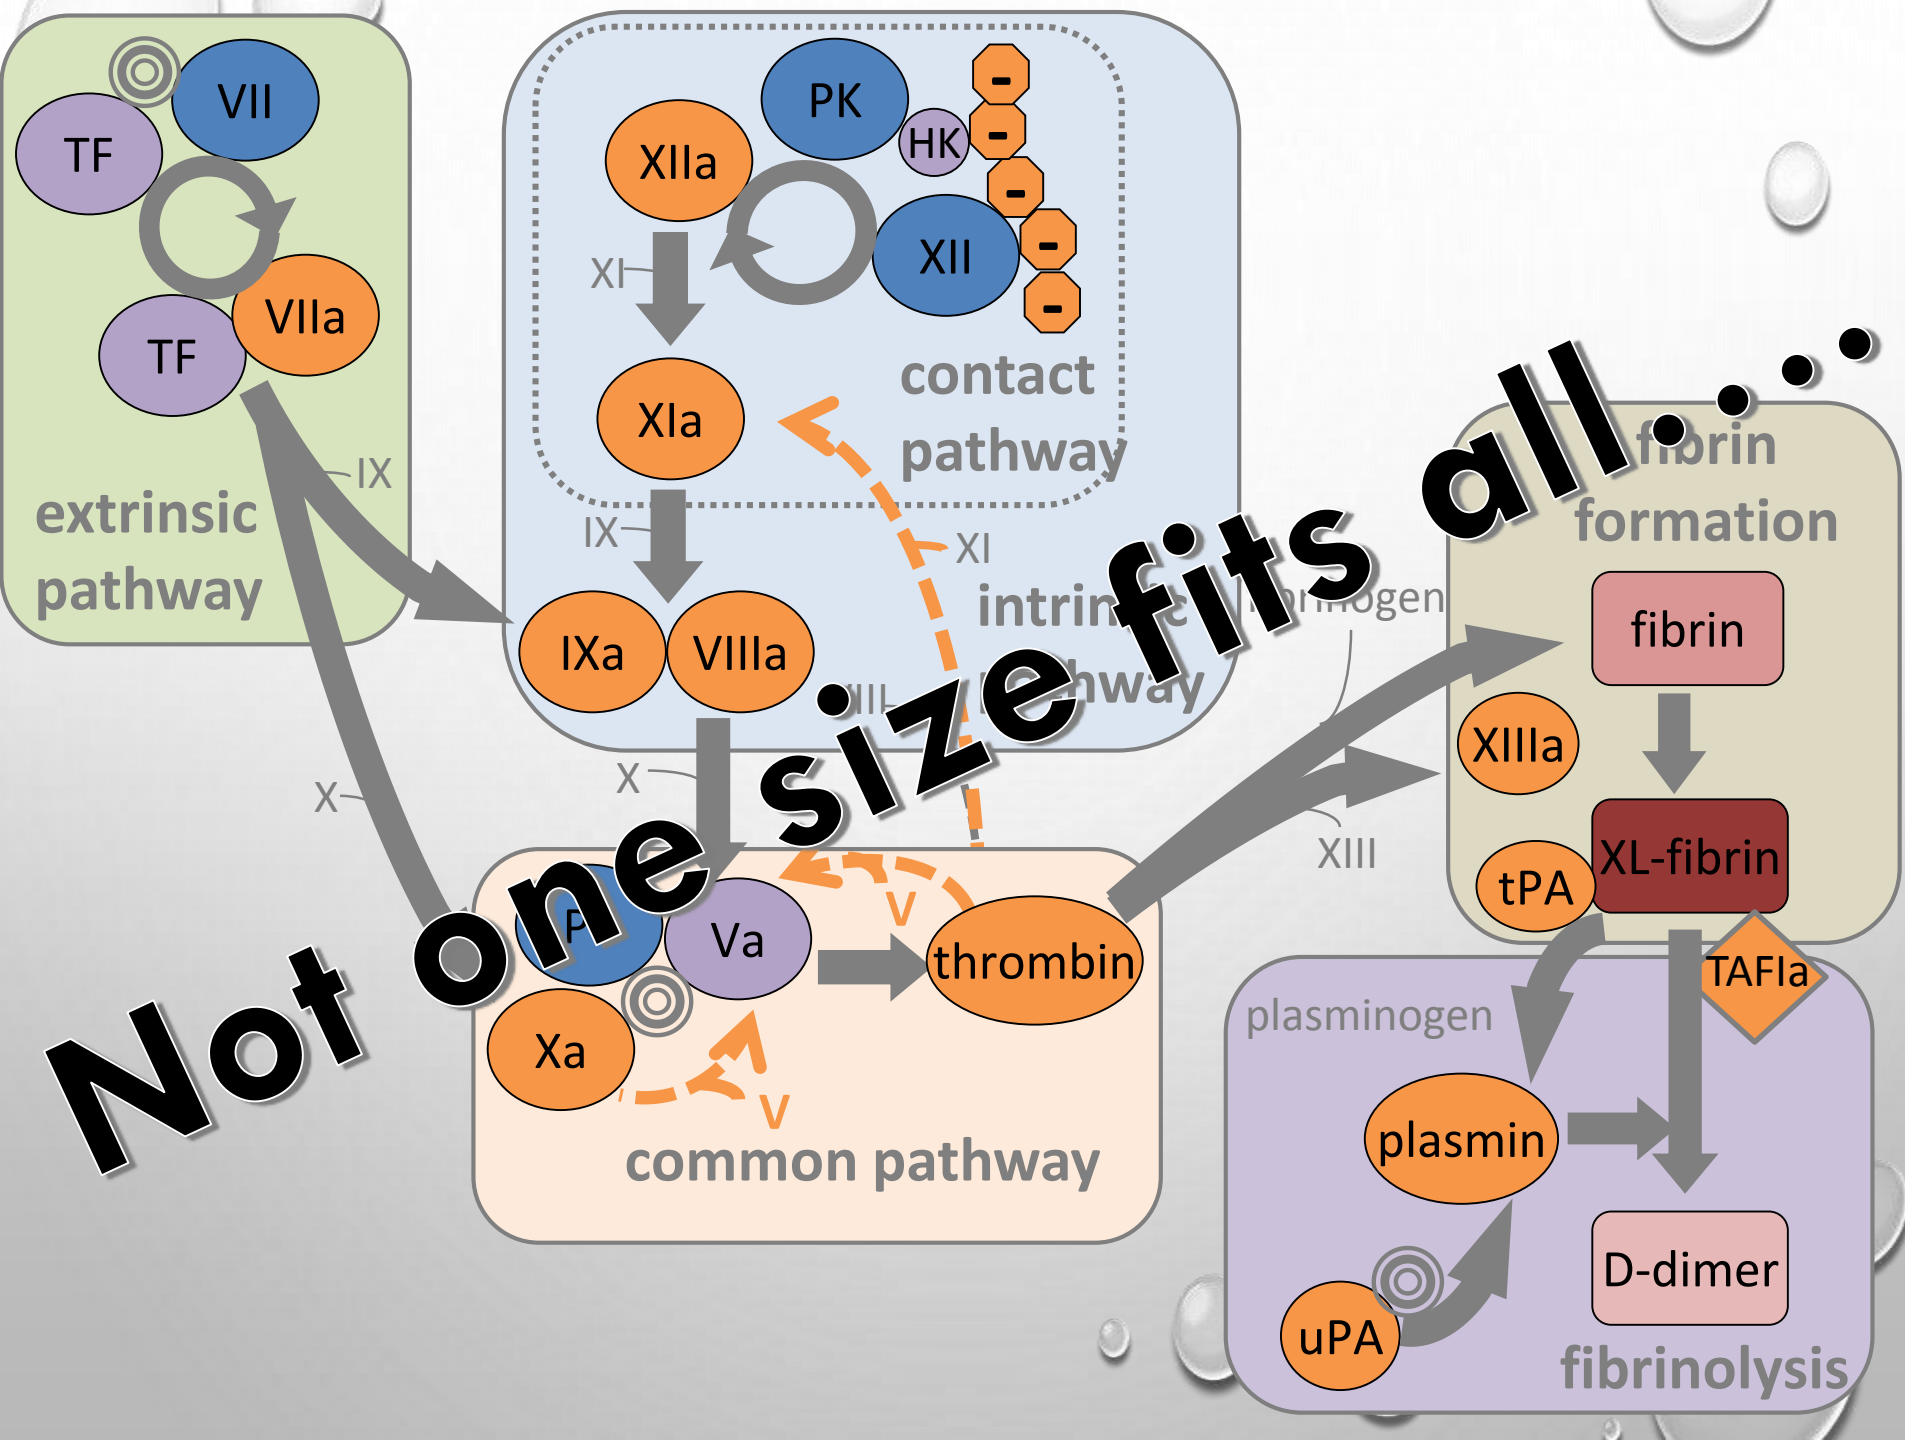 VII
TF
VIIa
TF
IX
extrinsic
pathway
X
PK
HK
-
-
-
-
-
XIIa
XII
XI
contact
pathway
XIa
IX
XI
intrinsic
pathway
IXa
VIIIa
X
Va
V
thrombin
Xa
V
common pathway
XIII
fibrin
formation
fibrin
XIIIa
XL-fibrin
tPA
TAFIa
plasminogen
plasmin
D-dimer
uPA
fibrinolysis
Not one size fits all.....